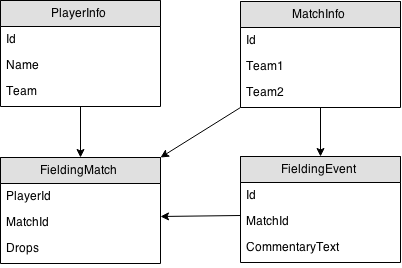 PlayerInfo
Id
Name
Team
MatchInfo
Id
Team1
Team2
FieldingMatch
PlayerId
MatchId
Drops
FieldingEvent
Id
MatchId
CommentaryText